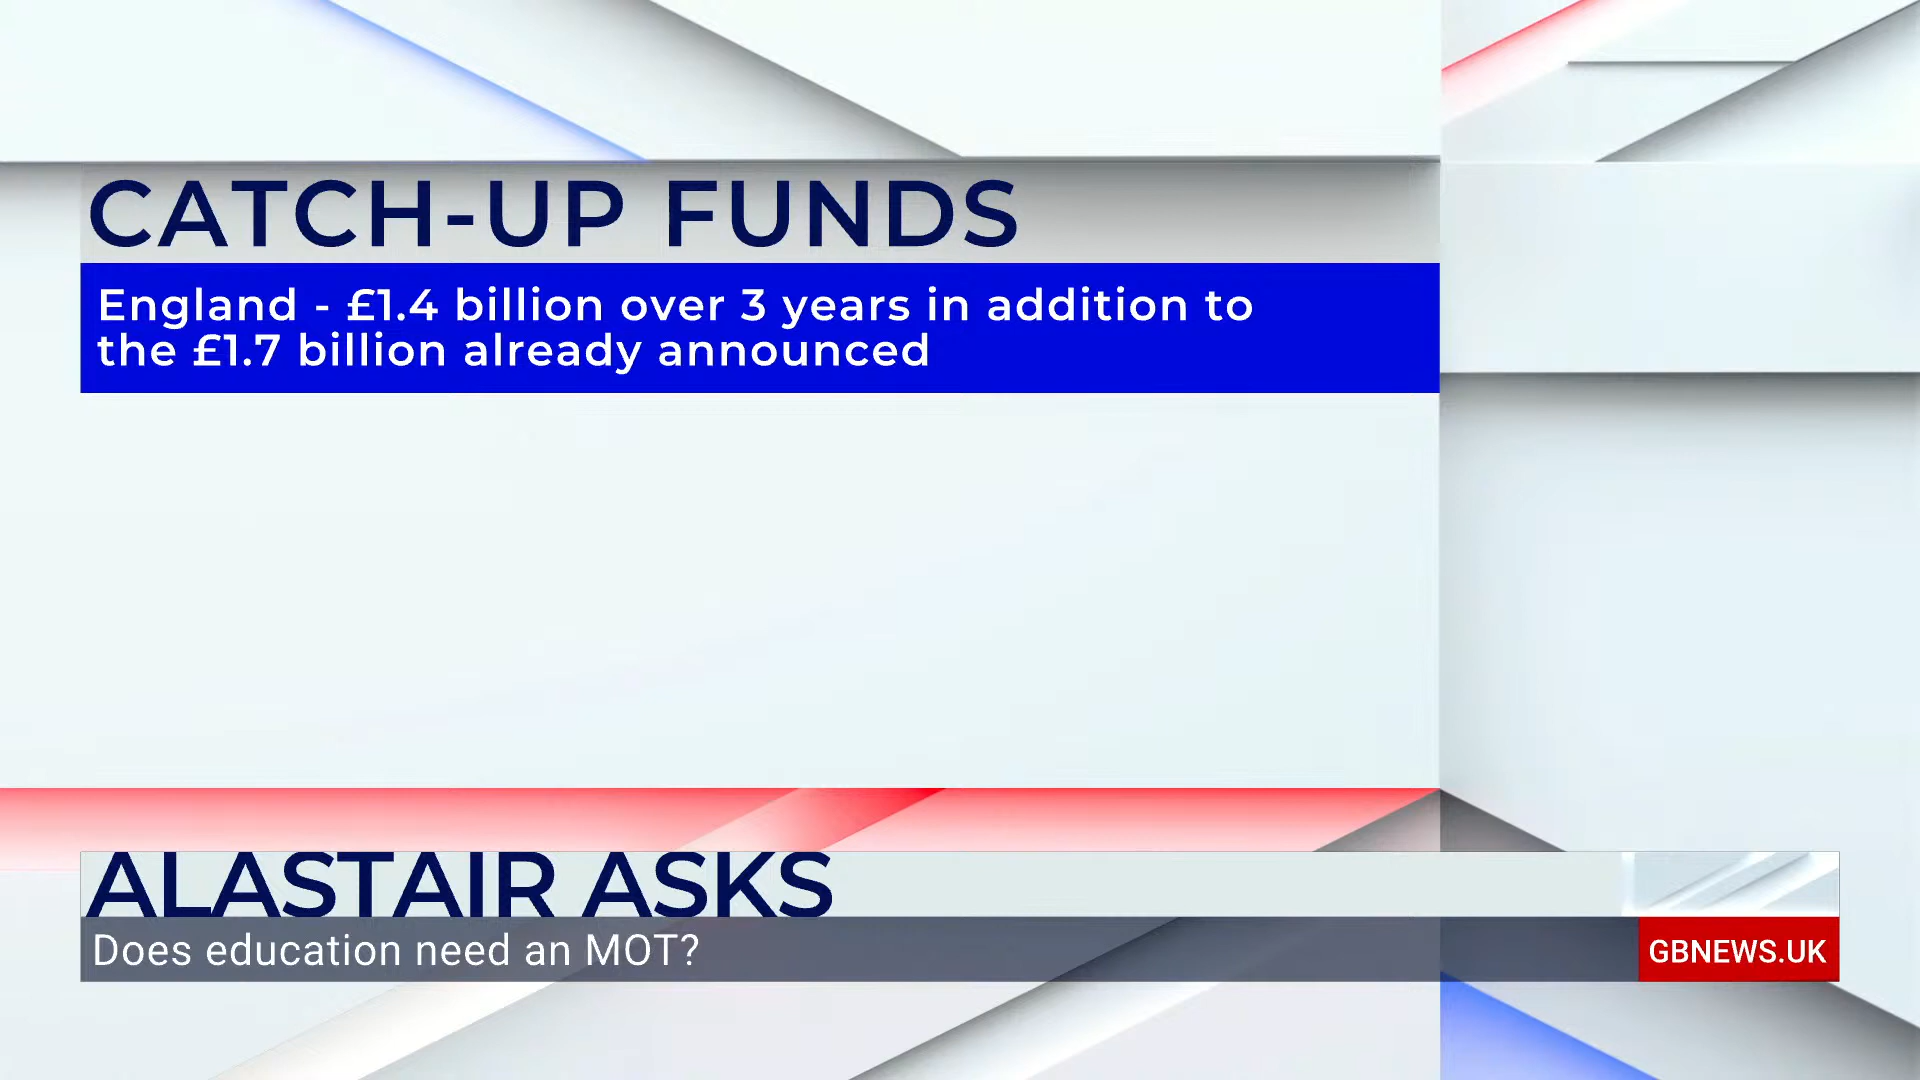 CATCH-UP FUNDS
England - £1.4 billion over 3 years in addition to
the £1.7 billion already announced
ALASTAIR ASKS
Does education need an MOT?
GBNEWS.UK